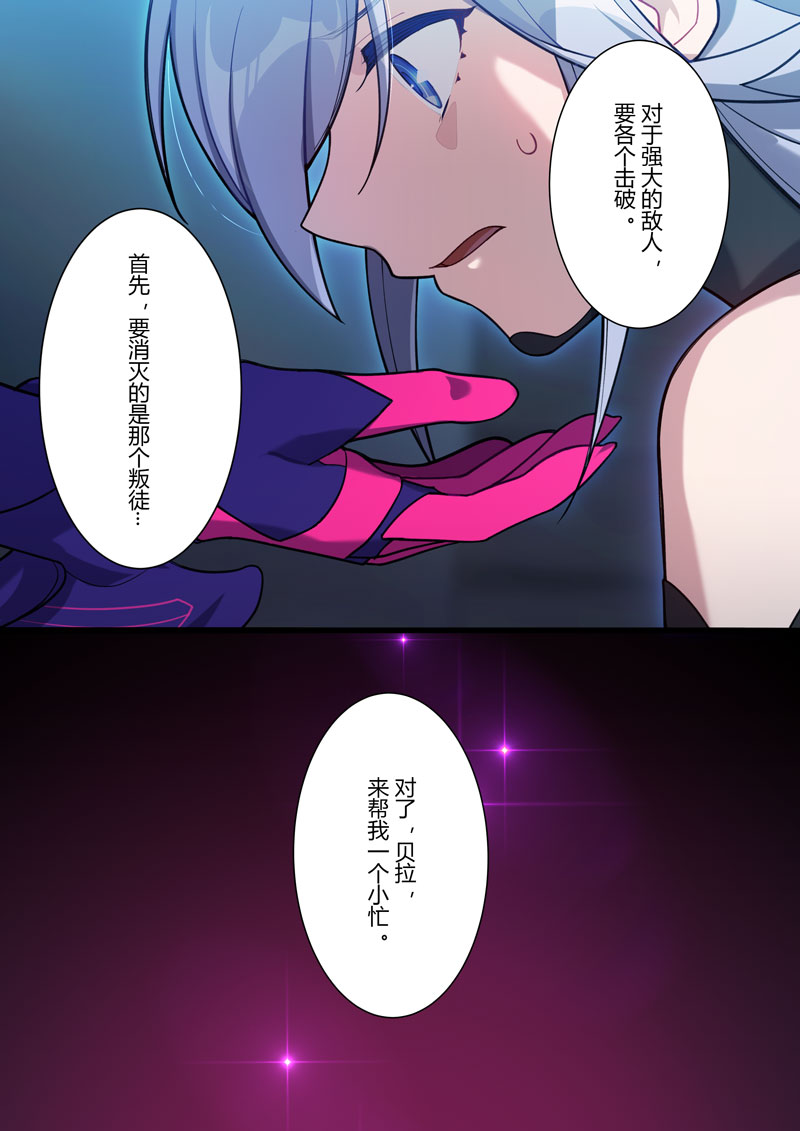 对于强大的敌人，
要各个击破。
首先，要消灭的是那个叛徒…
对了，贝拉，
来帮我一个小忙。